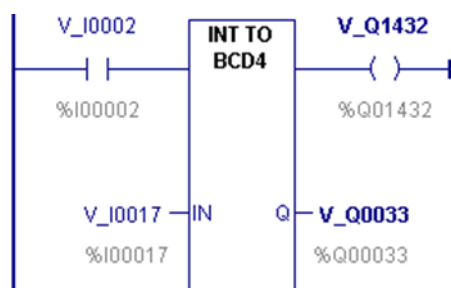 V_I0002
INT TO
BCD4
V_Q1432
%I00002
%Q01432
V_I0017
IN
Q
V_Q0033
%I00017
%Q00033